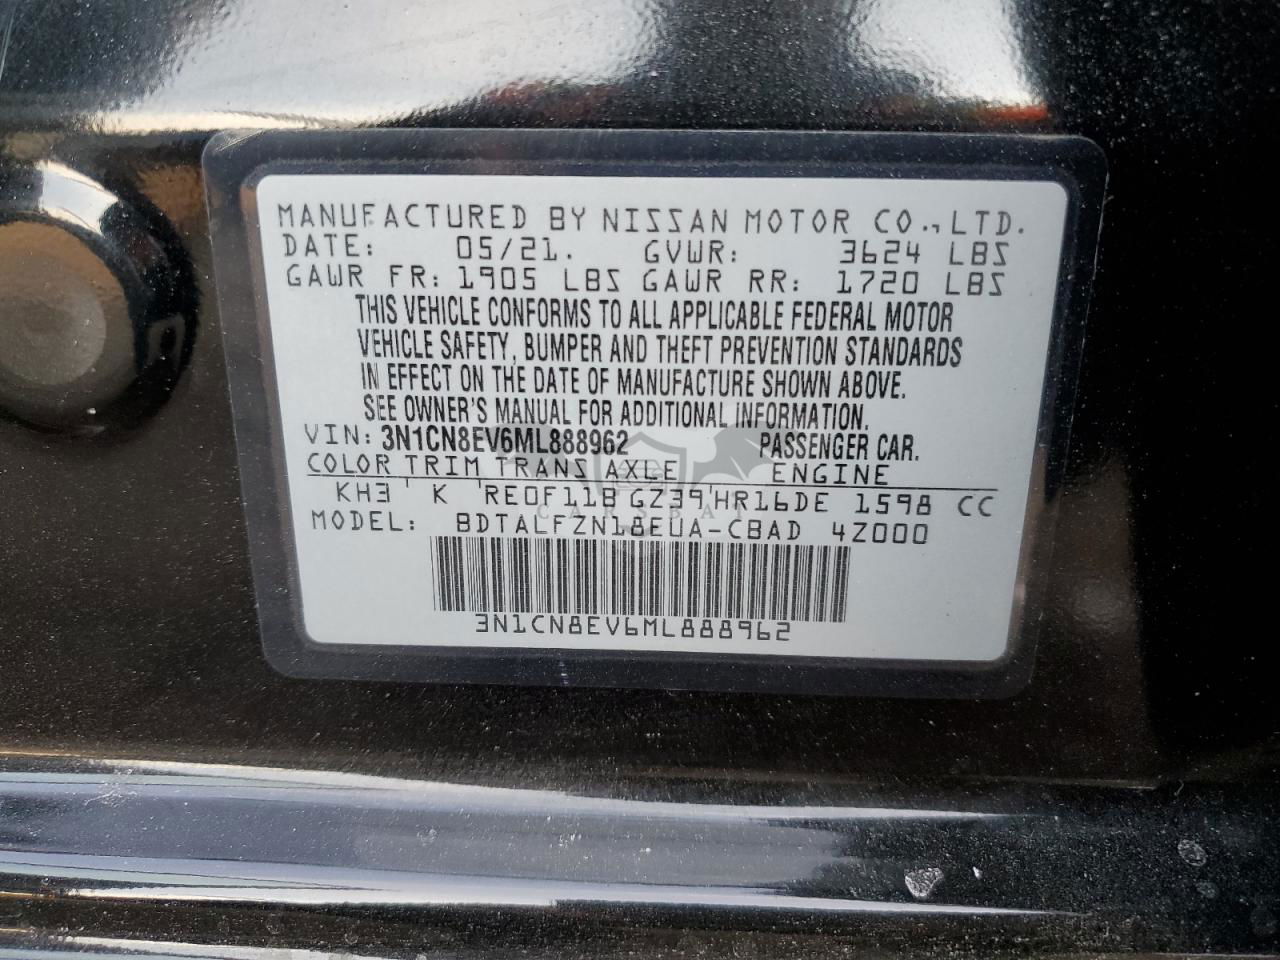 MANUFACTURED BY NISSAN MOTOR CO., LTD.
DATE: 05/21. GVWR: 3624 LBS
GAWR FR: 1905 LBS GAWR RR: 1720 LBS
THIS VEHICLE CONFORMS TO ALL APPLICABLE FEDERAL MOTOR
VEHICLE SAFETY, BUMPER AND THEFT PREVENTION STANDARDS
IN EFFECT ON THE DATE OF MANUFACTURE SHOWN ABOVE.
SEE OWNER'S MANUAL FOR ADDITIONAL INFORMATION.
VIN: 3N1CN8EV6ML888962 PASSENGER CAR.
COLOR TRIM TRANS AXLE ENGINE
KH3 K RE0F11B GZ39 HR16DE 1598 CC
CARSBAT
MODEL: BDTALFZN18EUA-CBAD 4Z000
3N1CN8EV6ML888962